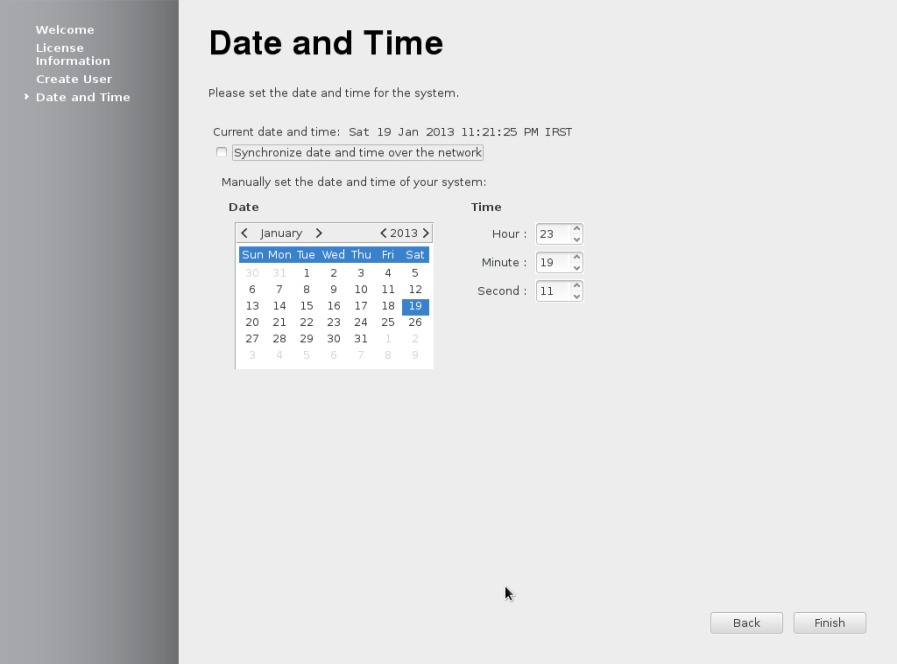 Welcome
License
Information
Create User
Date and Time
Date and Time
Please set the date and time for the system.
Current date and time: Sat 19 Jan 2013 11:21:25 PM IRST
Synchronize date and time over the network
Manually set the date and time of your system:
Date
January 2013
Sun Mon Tue Wed Thu Fri Sat
30 31 1 2 3 4 5
6 7 8 9 10 11 12
13 14 15 16 17 18 19
20 21 22 23 24 25 26
27 28 29 30 31 1 2
3 4 5 6 7 8 9
Time
Hour : 23
Minute : 19
Second : 11
Back
Finish